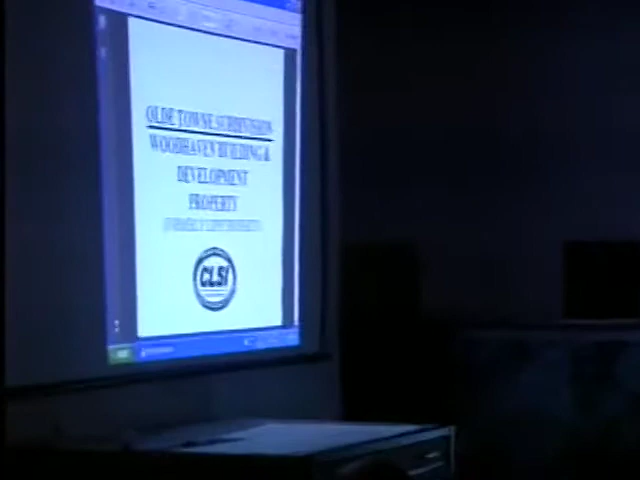 OLDE TOWNE SUBDIVISION
WOODHAVEN BUILDING &
DEVELOPMENT
PROPERTY
CLSI